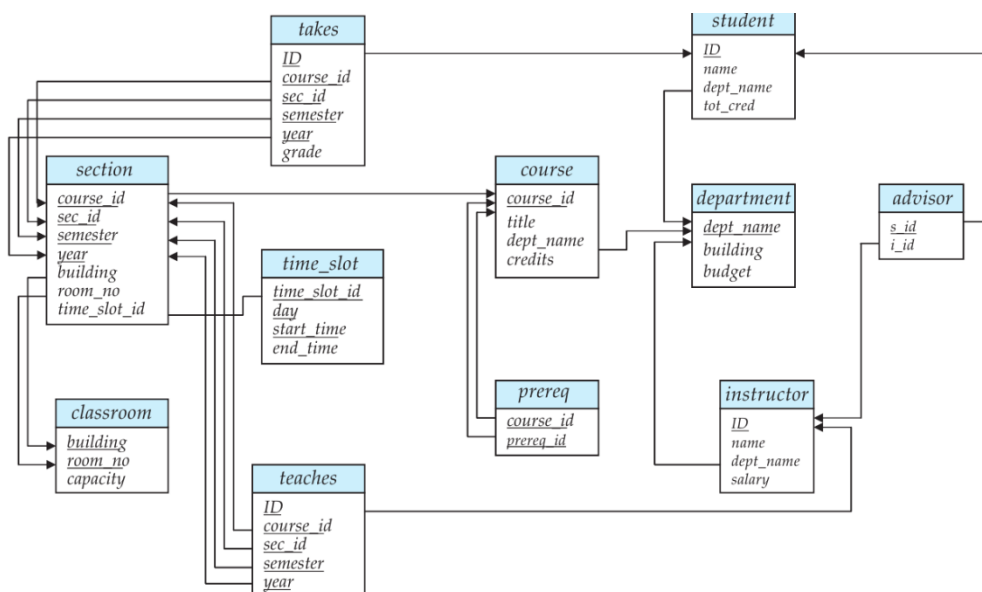 takes
ID
course_id
sec_id
semester
year
grade
student
ID
name
dept_name
tot_cred
section
course_id
sec_id
semester
year
building
room_no
time_slot_id
course
course_id
title
dept_name
credits
department
dept_name
building
budget
advisor
s_id
i_id
time_slot
time_slot_id
day
start_time
end_time
prereq
course_id
prereq_id
instructor
ID
name
dept_name
salary
classroom
building
room_no
capacity
teaches
ID
course_id
sec_id
semester
year